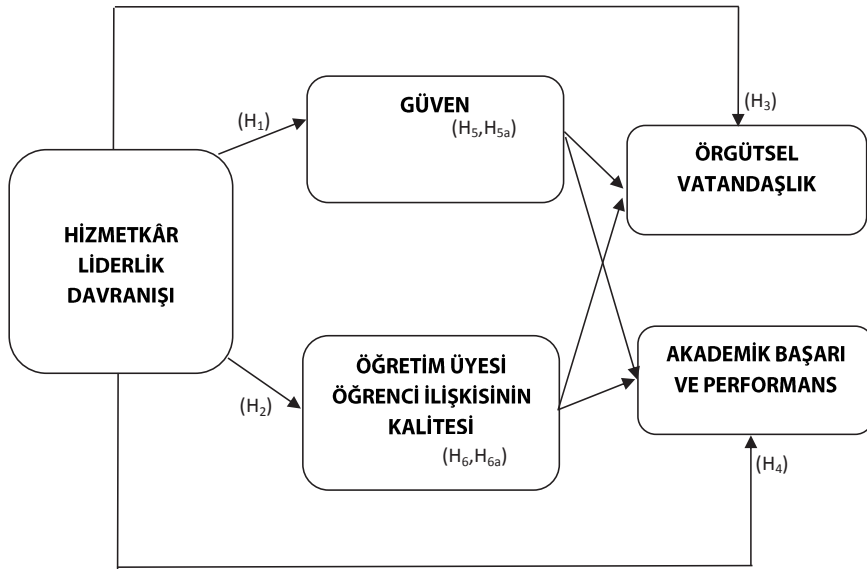 (H₃)
GÜVEN
(H₁)
(H₅,H₅ₐ)
ÖRGÜTSEL
VATANDAŞLIK
HİZMETKÂR
LİDERLİK
DAVRANIŞI
ÖĞRETİM ÜYESİ
ÖĞRENCİ İLİŞKİSİNİN
KALİTESİ
(H₂)
(H₆,H₆ₐ)
AKADEMİK BAŞARI
VE PERFORMANS
(H₄)